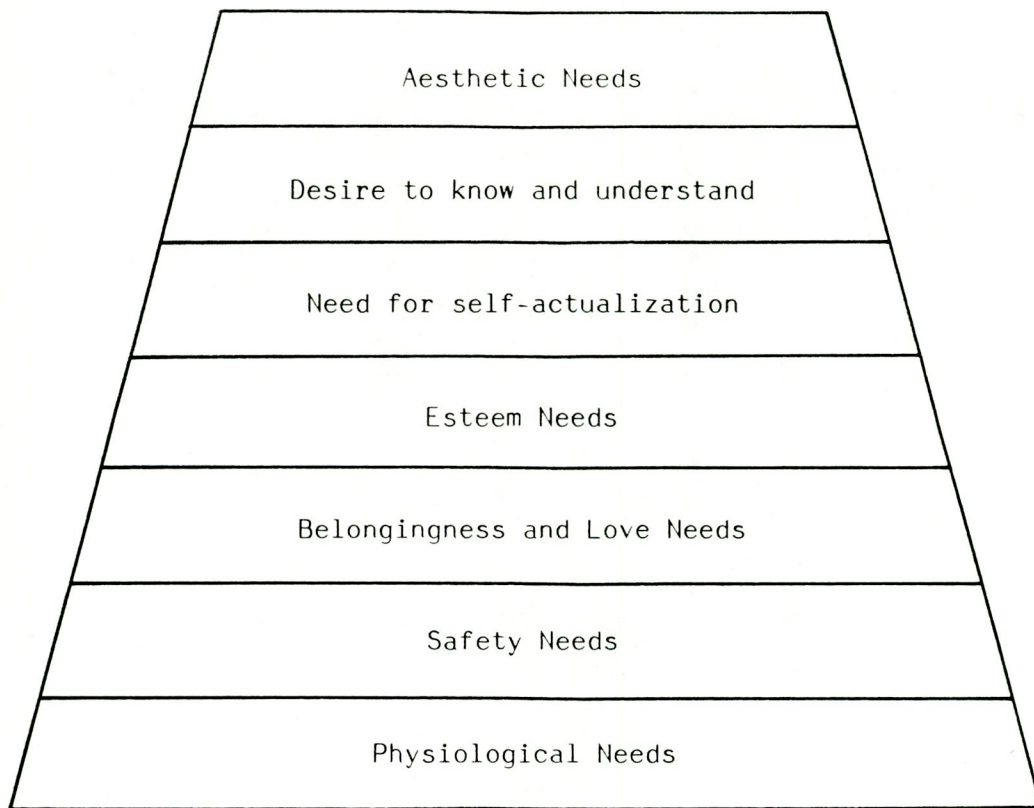 Aesthetic Needs
Desire to know and understand
Need for self-actualization
Esteem Needs
Belongingness and Love Needs
Safety Needs
Physiological Needs